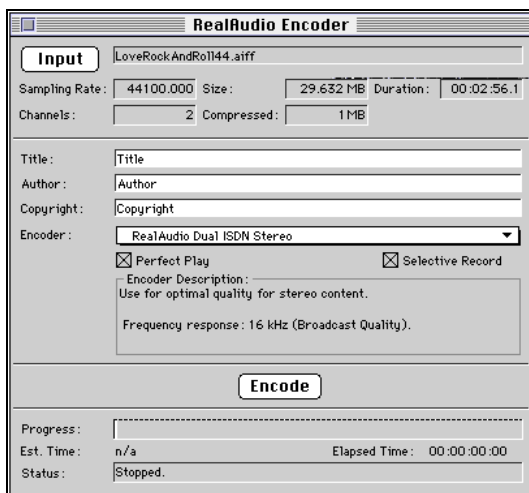 RealAudio Encoder
Input LoveRockAndRoll44.aiff
Sampling Rate: 44100.000 Size: 29.632 MB Duration: 00:02:56.1
Channels: 2 Compressed: 1 MB
Title: Title
Author: Author
Copyright: Copyright
Encoder: RealAudio Dual ISDN Stereo
Perfect Play Selective Record
Encoder Description:
Use for optimal quality for stereo content.
Frequency response: 16 kHz (Broadcast Quality).
Encode
Progress:
Est. Time: n/a Elapsed Time: 00:00:00:00
Status: Stopped.